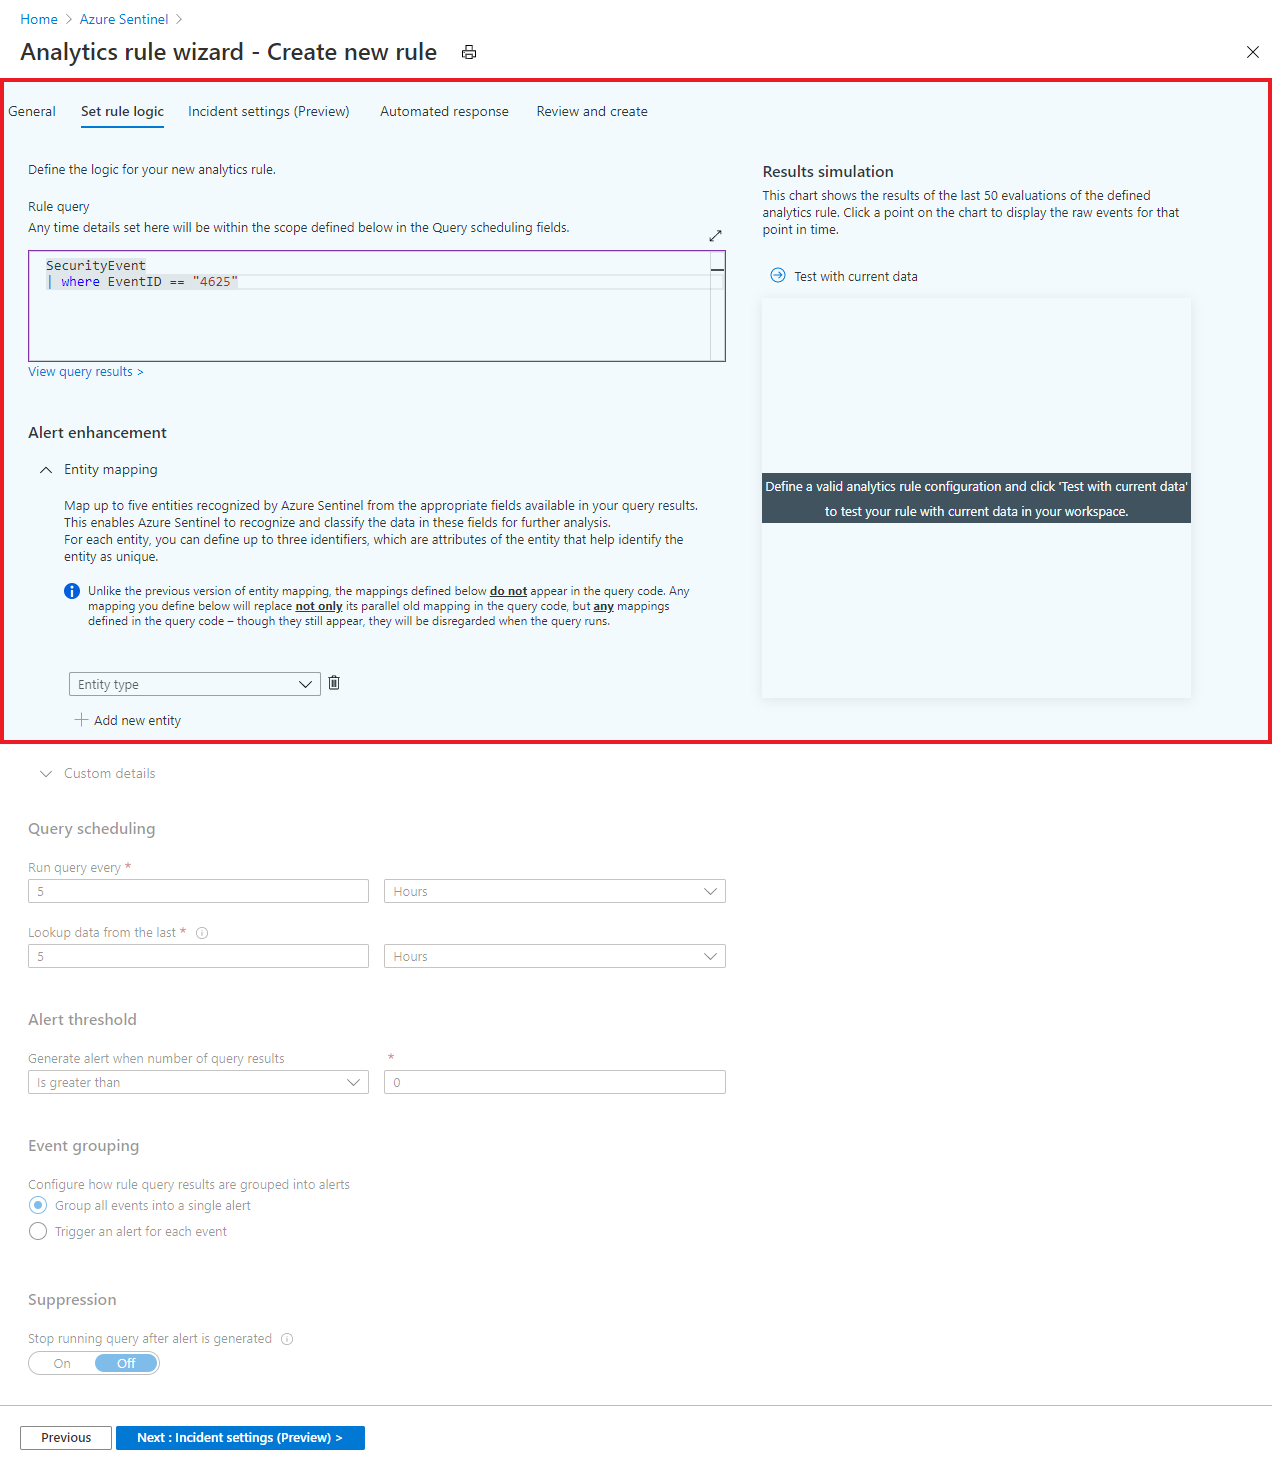 Home > Azure Sentinel >
Analytics rule wizard - Create new rule
General Set rule logic Incident settings (Preview) Automated response Review and create
Define the logic for your new analytics rule.
Rule query
Any time details set here will be within the scope defined below in the Query scheduling fields.
SecurityEvent
| where EventID == "4625"
View query results >
Alert enhancement
Entity mapping
Map up to five entities recognized by Azure Sentinel from the appropriate fields available in your query results.
This enables Azure Sentinel to recognize and classify the data in these fields for further analysis.
For each entity, you can define up to three identifiers, which are attributes of the entity that help identify the
entity as unique.
Unlike the previous version of entity mapping, the mappings defined below do not appear in the query code. Any
mapping you define below will replace not only its parallel old mapping in the query code, but any mappings
defined in the query code – though they still appear, they will be disregarded when the query runs.
Entity type
Add new entity
Results simulation
This chart shows the results of the last 50 evaluations of the defined
analytics rule. Click a point on the chart to display the raw events for that
point in time.
Test with current data
Define a valid analytics rule configuration and click 'Test with current data'
to test your rule with current data in your workspace.
Custom details
Query scheduling
Run query every *
5 Hours
Lookup data from the last *
5 Hours
Alert threshold
Generate alert when number of query results *
Is greater than 0
Event grouping
Configure how rule query results are grouped into alerts
Group all events into a single alert
Trigger an alert for each event
Suppression
Stop running query after alert is generated
On Off
Previous Next : Incident settings (Preview) >